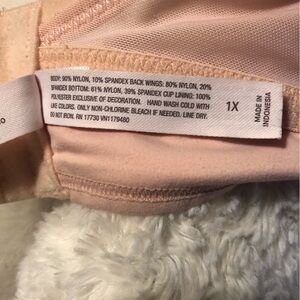 BODY: 90% NYLON, 10% SPANDEX BACK WINGS: 80% NYLON, 20%
SPANDEX BOTTOM: 61% NYLON, 39% SPANDEX CUP LINING: 100%
POLYESTER EXCLUSIVE OF DECORATION. HAND WASH COLD WITH
LIKE COLORS. ONLY NON-CHLORINE BLEACH IF NEEDED. LINE DRY.
DO NOT IRON. RN 17730 VN1179480
1X
MADE IN
INDONESIA